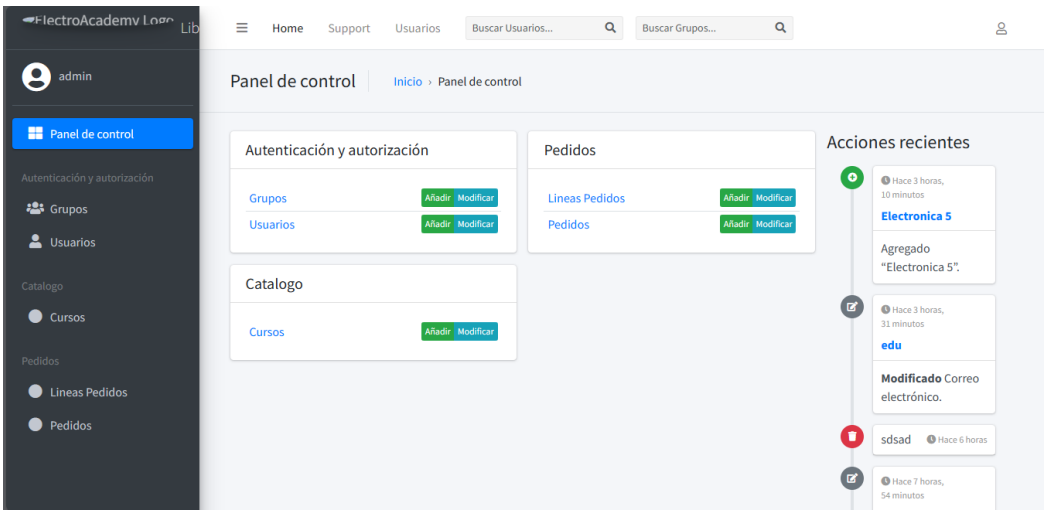 ElectroAcademy Logo
Lib
Home
Support
Usuarios
Buscar Usuarios...
Buscar Grupos...
admin
Panel de control
Autenticación y autorización
Grupos
Usuarios
Catalogo
Cursos
Pedidos
Lineas Pedidos
Pedidos
Panel de control
Inicio › Panel de control
Autenticación y autorización
Grupos Añadir Modificar
Usuarios Añadir Modificar
Catalogo
Cursos Añadir Modificar
Pedidos
Lineas Pedidos Añadir Modificar
Pedidos Añadir Modificar
Acciones recientes
Hace 3 horas,
10 minutos
Electronica 5
Agregado
“Electronica 5”.
Hace 3 horas,
31 minutos
edu
Modificado Correo
electrónico.
sdsad Hace 6 horas
Hace 7 horas,
54 minutos